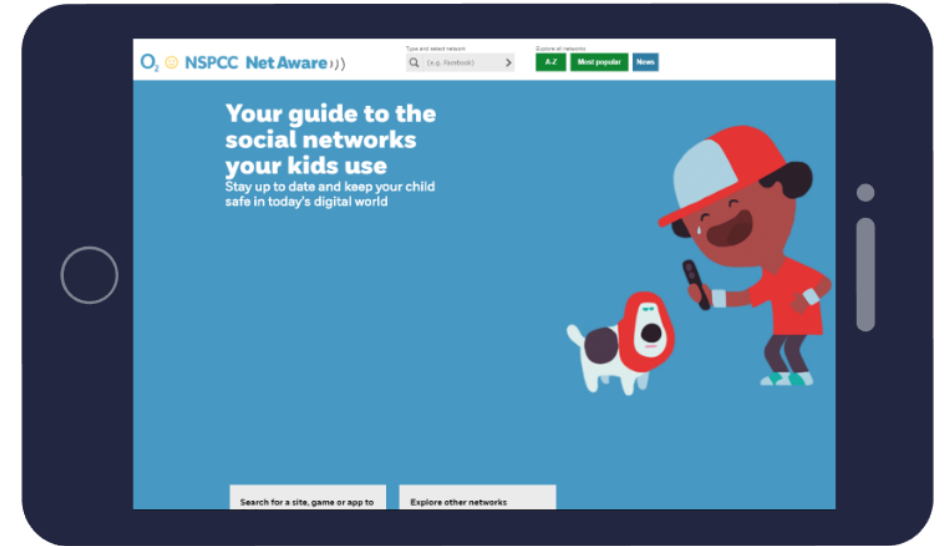 O2 NSPCC Net Aware
Type and select network
(e.g. Facebook)
Explore all networks
A-Z
Most popular
News
Your guide to the
social networks
your kids use
Stay up to date and keep your child
safe in today's digital world
Search for a site, game or app to
Explore other networks